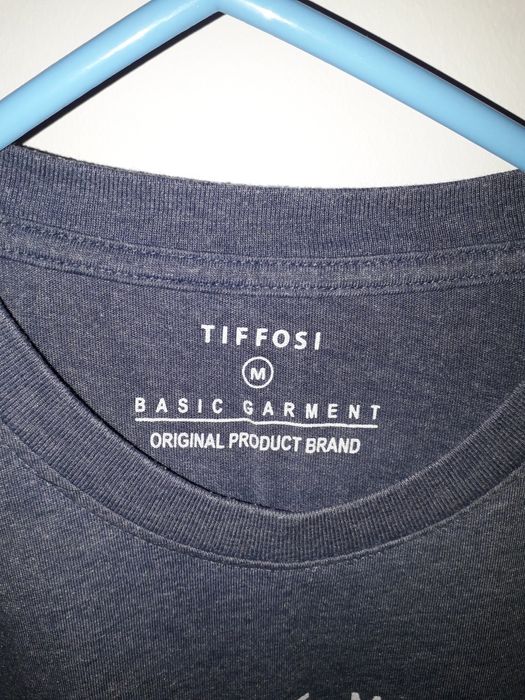 TIFFOSI
M
BASIC GARMENT
ORIGINAL PRODUCT BRAND